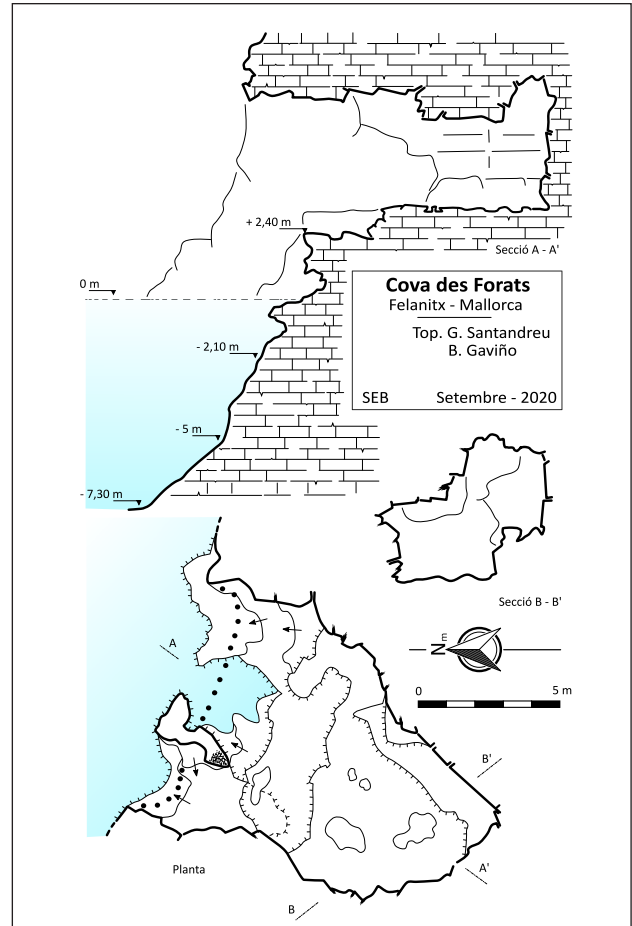 + 2,40 m
Secció A - A'
0 m
Cova des Forats
Felanitx - Mallorca
Top. G. Santandreu
B. Gaviño
SEB Setembre - 2020
- 2,10 m
- 5 m
- 7,30 m
Secció B - B'
A
Nm
0 5 m
B'
A'
Planta
B